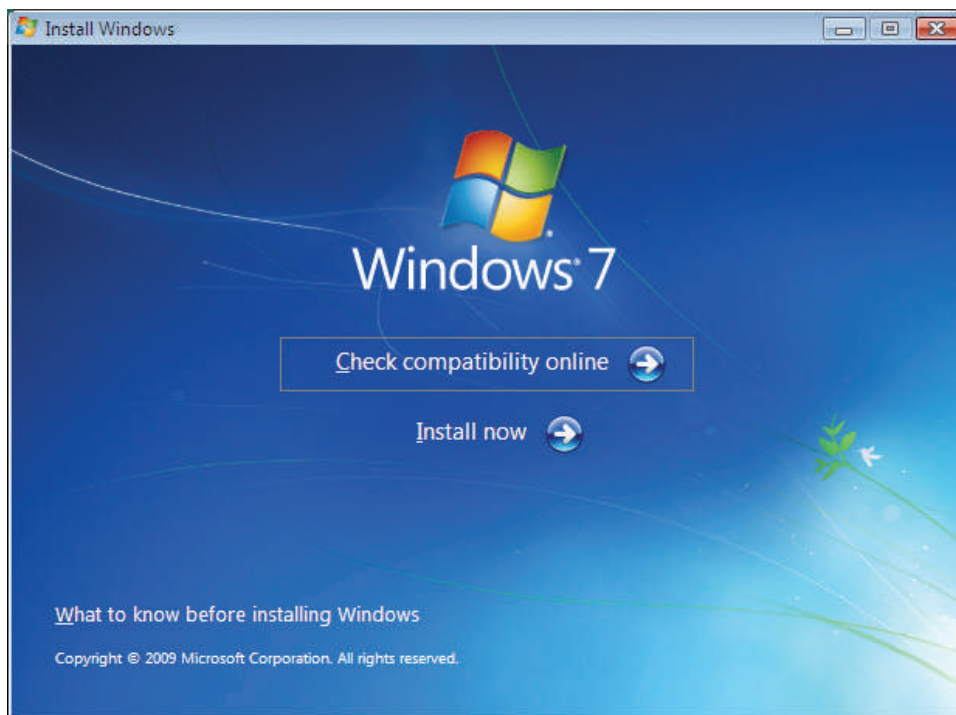 Install Windows
Windows® 7
Check compatibility online
Install now
What to know before installing Windows
Copyright © 2009 Microsoft Corporation. All rights reserved.